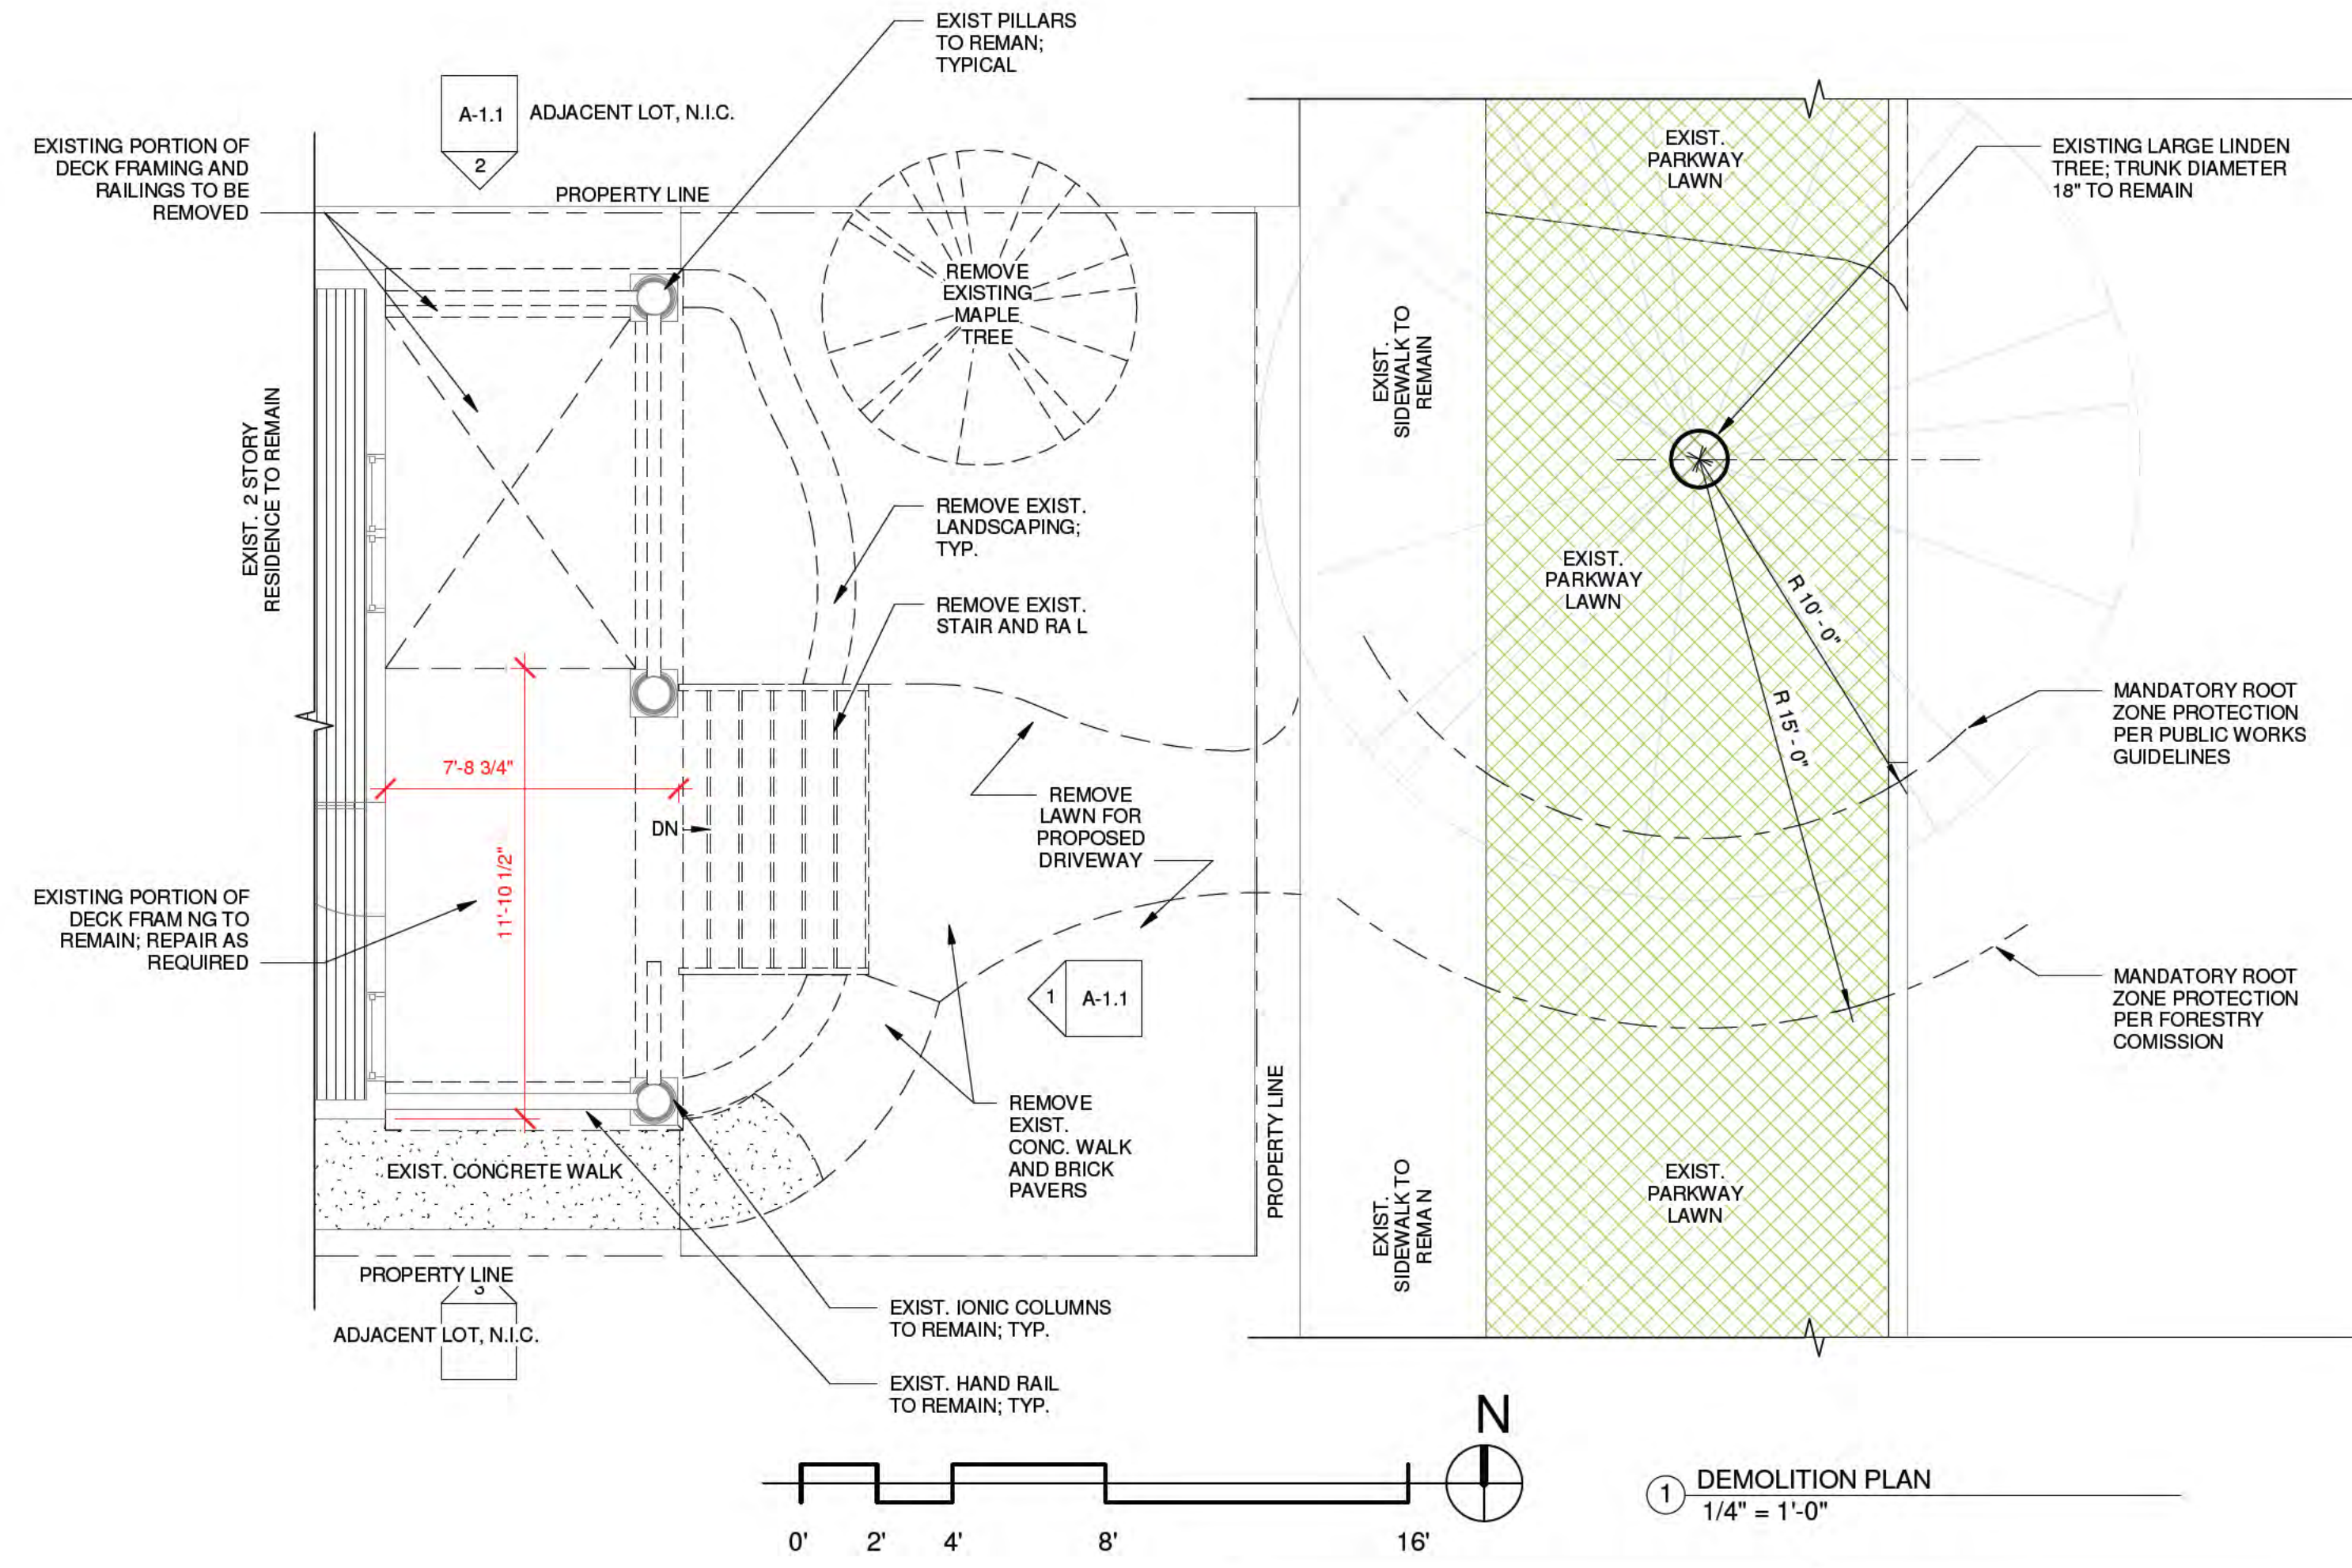 EXIST PILLARS
TO REMAN;
TYPICAL
A-1.1
2
ADJACENT LOT, N.I.C.
EXISTING PORTION OF
DECK FRAMING AND
RAILINGS TO BE
REMOVED
PROPERTY LINE
REMOVE
EXISTING
MAPLE
TREE
EXIST.
PARKWAY
LAWN
EXISTING LARGE LINDEN
TREE; TRUNK DIAMETER
18" TO REMAIN
EXIST.
SIDEWALK TO
REMAIN
EXIST. 2 STORY
RESIDENCE TO REMAIN
REMOVE EXIST.
LANDSCAPING;
TYP.
REMOVE EXIST.
STAIR AND RA L
EXIST.
PARKWAY
LAWN
R 10' - 0"
R 15' - 0"
MANDATORY ROOT
ZONE PROTECTION
PER PUBLIC WORKS
GUIDELINES
7'-8 3/4"
DN
11'-10 1/2"
REMOVE
LAWN FOR
PROPOSED
DRIVEWAY
EXISTING PORTION OF
DECK FRAM NG TO
REMAIN; REPAIR AS
REQUIRED
1
A-1.1
MANDATORY ROOT
ZONE PROTECTION
PER FORESTRY
COMISSION
REMOVE
EXIST.
CONC. WALK
AND BRICK
PAVERS
PROPERTY LINE
EXIST.
SIDEWALK TO
REMA N
EXIST.
PARKWAY
LAWN
EXIST. CONCRETE WALK
PROPERTY LINE
3
ADJACENT LOT, N.I.C.
EXIST. IONIC COLUMNS
TO REMAIN; TYP.
EXIST. HAND RAIL
TO REMAIN; TYP.
N
0' 2' 4' 8' 16'
1
DEMOLITION PLAN
1/4" = 1'-0"